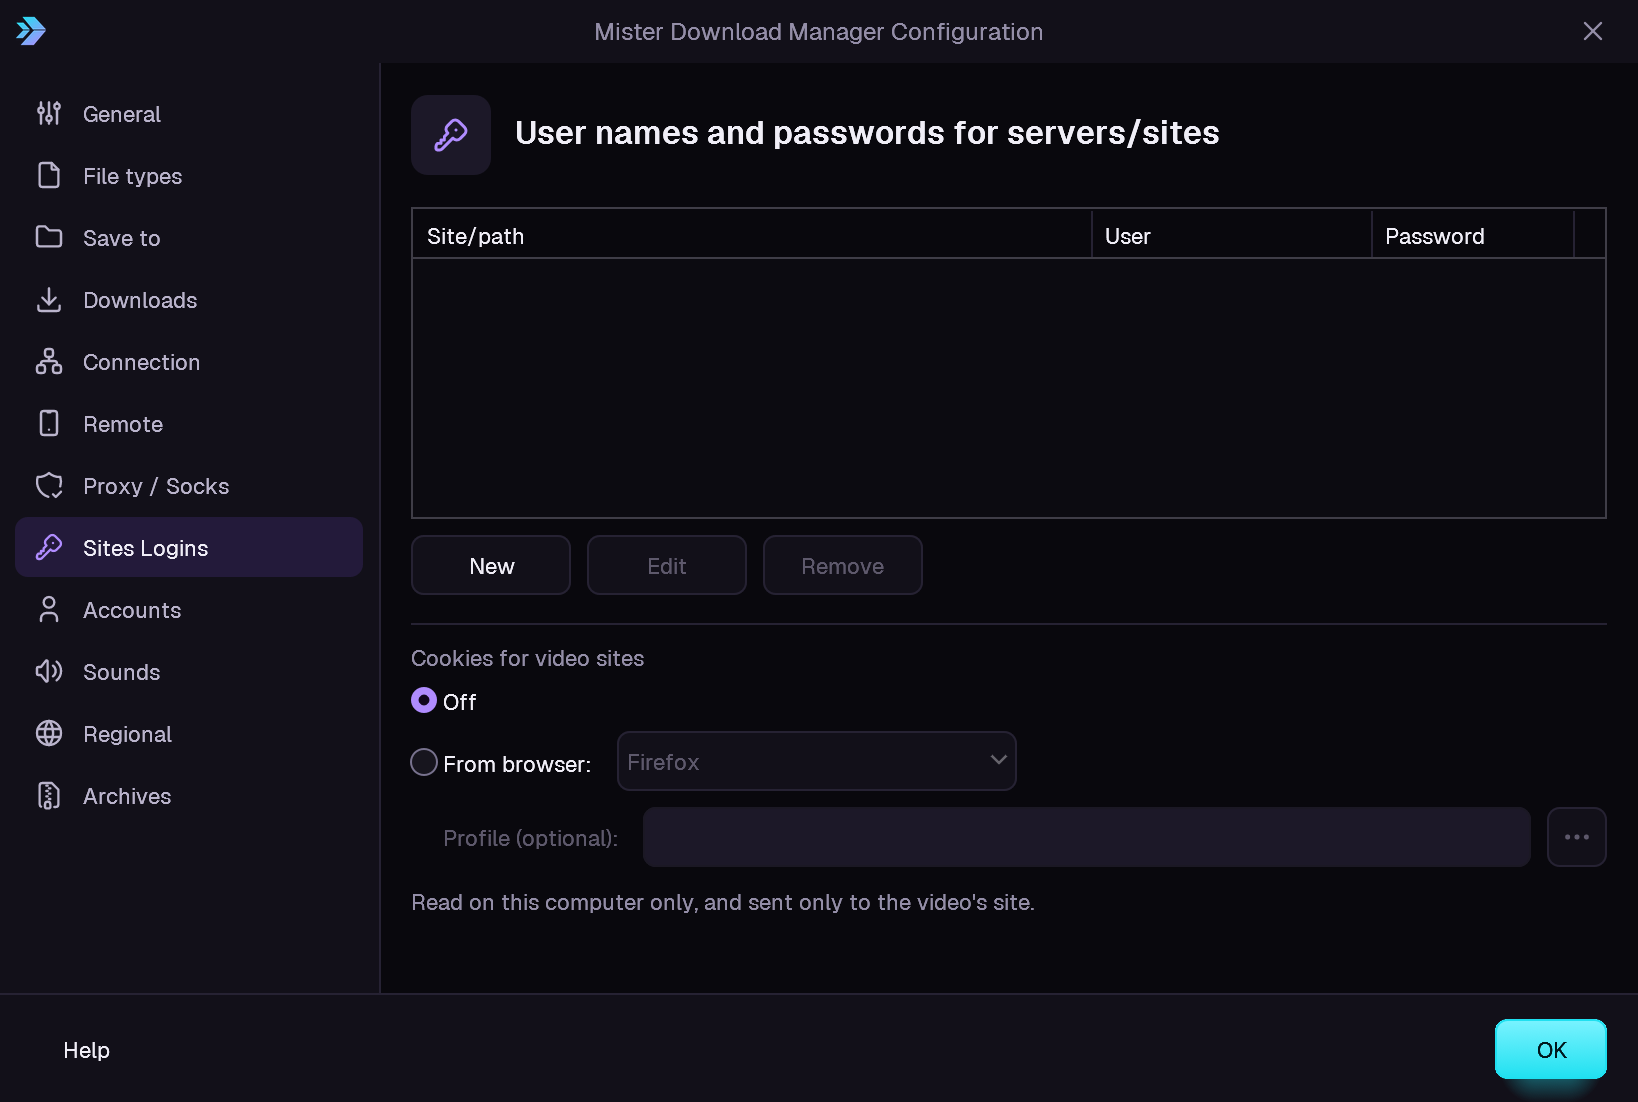 Mister Download Manager Configuration
General
File types
Save to
Downloads
Connection
Remote
Proxy / Socks
Sites Logins
Accounts
Sounds
Regional
Archives
User names and passwords for servers/sites
Site/path User Password
New Edit Remove
Cookies for video sites
Off
From browser: Firefox
Profile (optional):
Read on this computer only, and sent only to the video's site.
Help
OK